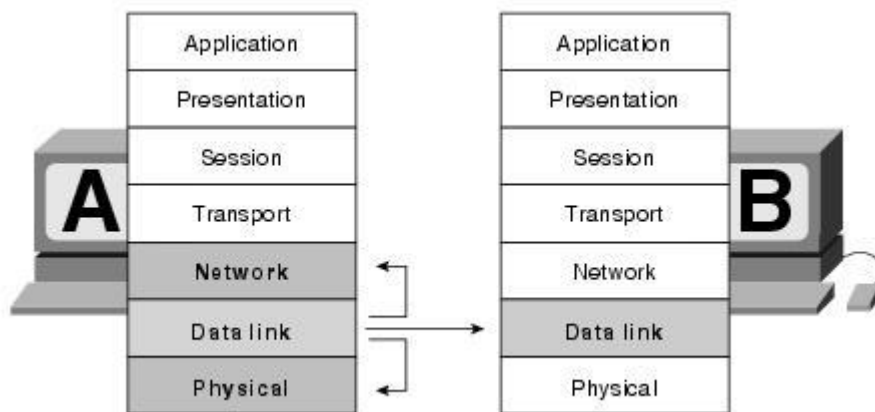 A
Application
Presentation
Session
Transport
Network
Data link
Physical
Application
Presentation
Session
Transport
Network
Data link
Physical
B